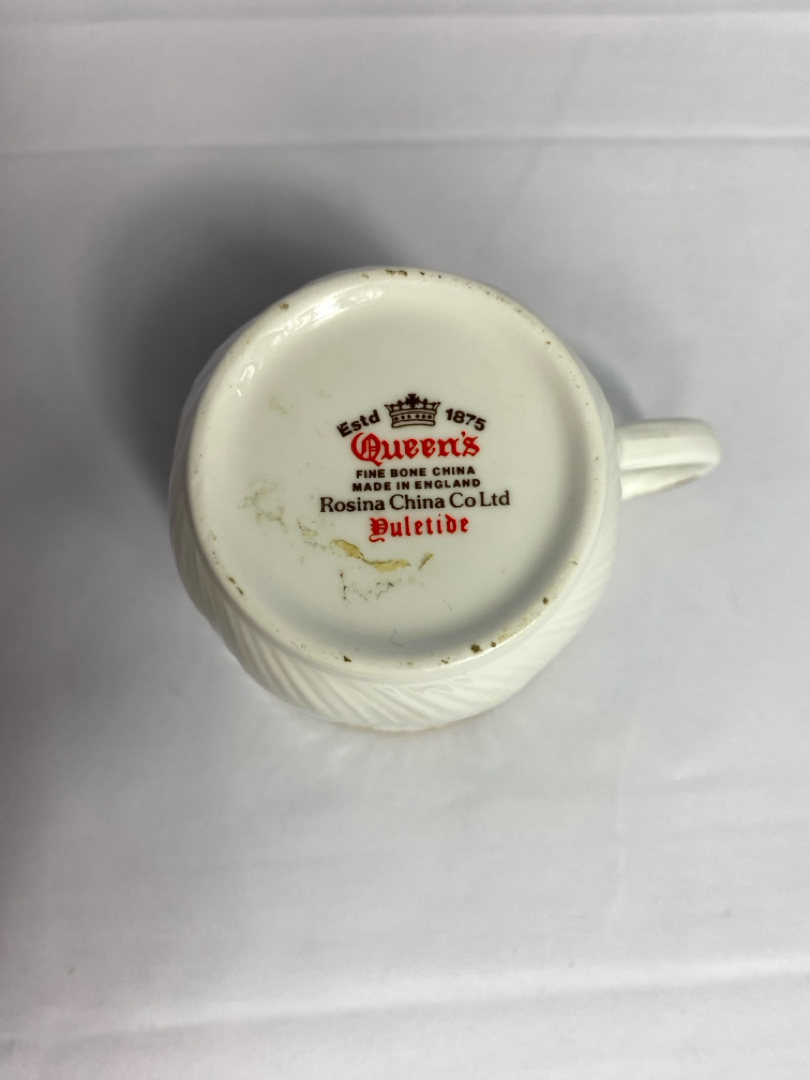 Estd 1875
Queen's
FINE BONE CHINA
MADE IN ENGLAND
Rosina China Co Ltd
Yuletide